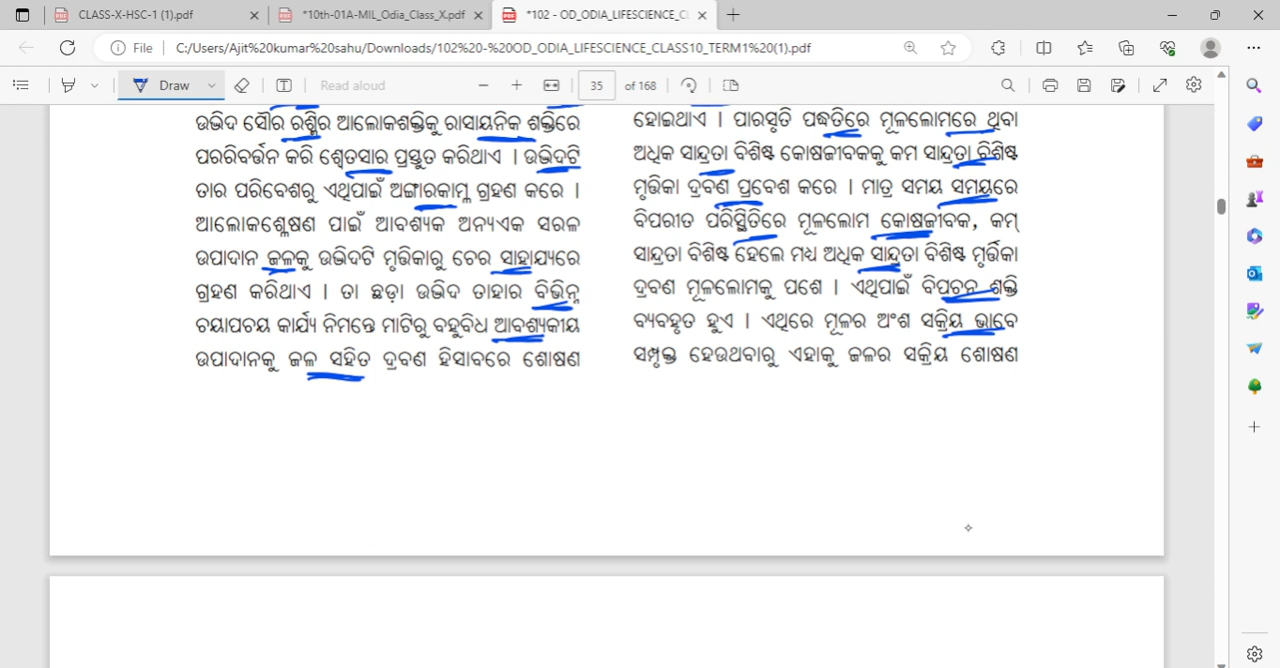 CLASS-X-HSC-1 (1).pdf
*10th-01A-MIL_Odia_Class_X.pdf
*102 - OD_ODIA_LIFESCIENCE_CL
File
C:/Users/Ajit%20kumar%20sahu/Downloads/102%20-%20OD_ODIA_LIFESCIENCE_CLASS10_TERM1%20(1).pdf
Draw
Read aloud
35
of 168
ଉଦ୍ଭିଦ ସୌର ରଶ୍ମିର ଆଲୋକଶକ୍ତିକୁ ରାସାୟନିକ ଶକ୍ତିରେ
ପରରିବର୍ତ୍ତନ କରି ଶ୍ଵେତସାର ପ୍ରସ୍ତୁତ କରିଥାଏ । ଉଦ୍ଭିଦଟି
ତାର ପରିବେଶରୁ ଏଥିପାଇଁ ଅଙ୍ଗାରକାମ୍ଳ ଗ୍ରହଣ କରେ ।
ଆଲୋକଶ୍ଳେଷଣ ପାଇଁ ଆବଶ୍ୟକ ଅନ୍ୟଏକ ସରଳ
ଉପାଦାନ ଜଳକୁ ଉଦ୍ଭିଦଟି ମୃତ୍ତିକାରୁ ଚେର ସାହାଯ୍ୟରେ
ଗ୍ରହଣ କରିଥାଏ । ତା ଛଡ଼ା ଉଦ୍ଭିଦ ତାହାର ବିଭିନ୍ନ
ଚୟାପଚୟ କାର୍ଯ୍ୟ ନିମନ୍ତେ ମାଟିରୁ ବହୁବିଧ ଆବଶ୍ୟକୀୟ
ଉପାଦାନକୁ ଜଳ ସହିତ ଦ୍ରବଣ ହିସାବରେ ଶୋଷଣ
ହୋଇଥାଏ । ପାରସୃତି ପଦ୍ଧତିରେ ମୂଳଲୋମରେ ଥିବା
ଅଧିକ ସାନ୍ଦ୍ରତା ବିଶିଷ୍ଟ କୋଷଜୀବକକୁ କମ ସାନ୍ଦ୍ରତା ବିଶିଷ୍ଟ
ମୃତ୍ତିକା ଦ୍ରବଣ ପ୍ରବେଶ କରେ । ମାତ୍ର ସମୟ ସମୟରେ
ବିପରୀତ ପରିସ୍ଥିତିରେ ମୂଳଲୋମ କୋଷଜୀବକ, କମ୍
ସାନ୍ଦ୍ରତା ବିଶିଷ୍ଟ ହେଲେ ମଧ୍ୟ ଅଧିକ ସାନ୍ଦ୍ରତା ବିଶିଷ୍ଟ ମୃତ୍ତିକା
ଦ୍ରବଣ ମୂଳଲୋମକୁ ପଶେ । ଏଥିପାଇଁ ବିପଚନ ଶକ୍ତି
ବ୍ୟବହୃତ ହୁଏ । ଏଥିରେ ମୂଳର ଅଂଶ ସକ୍ରିୟ ଭାବେ
ସମ୍ପୃକ୍ତ ହେଉଥବାରୁ ଏହାକୁ ଜଳର ସକ୍ରିୟ ଶୋଷଣ